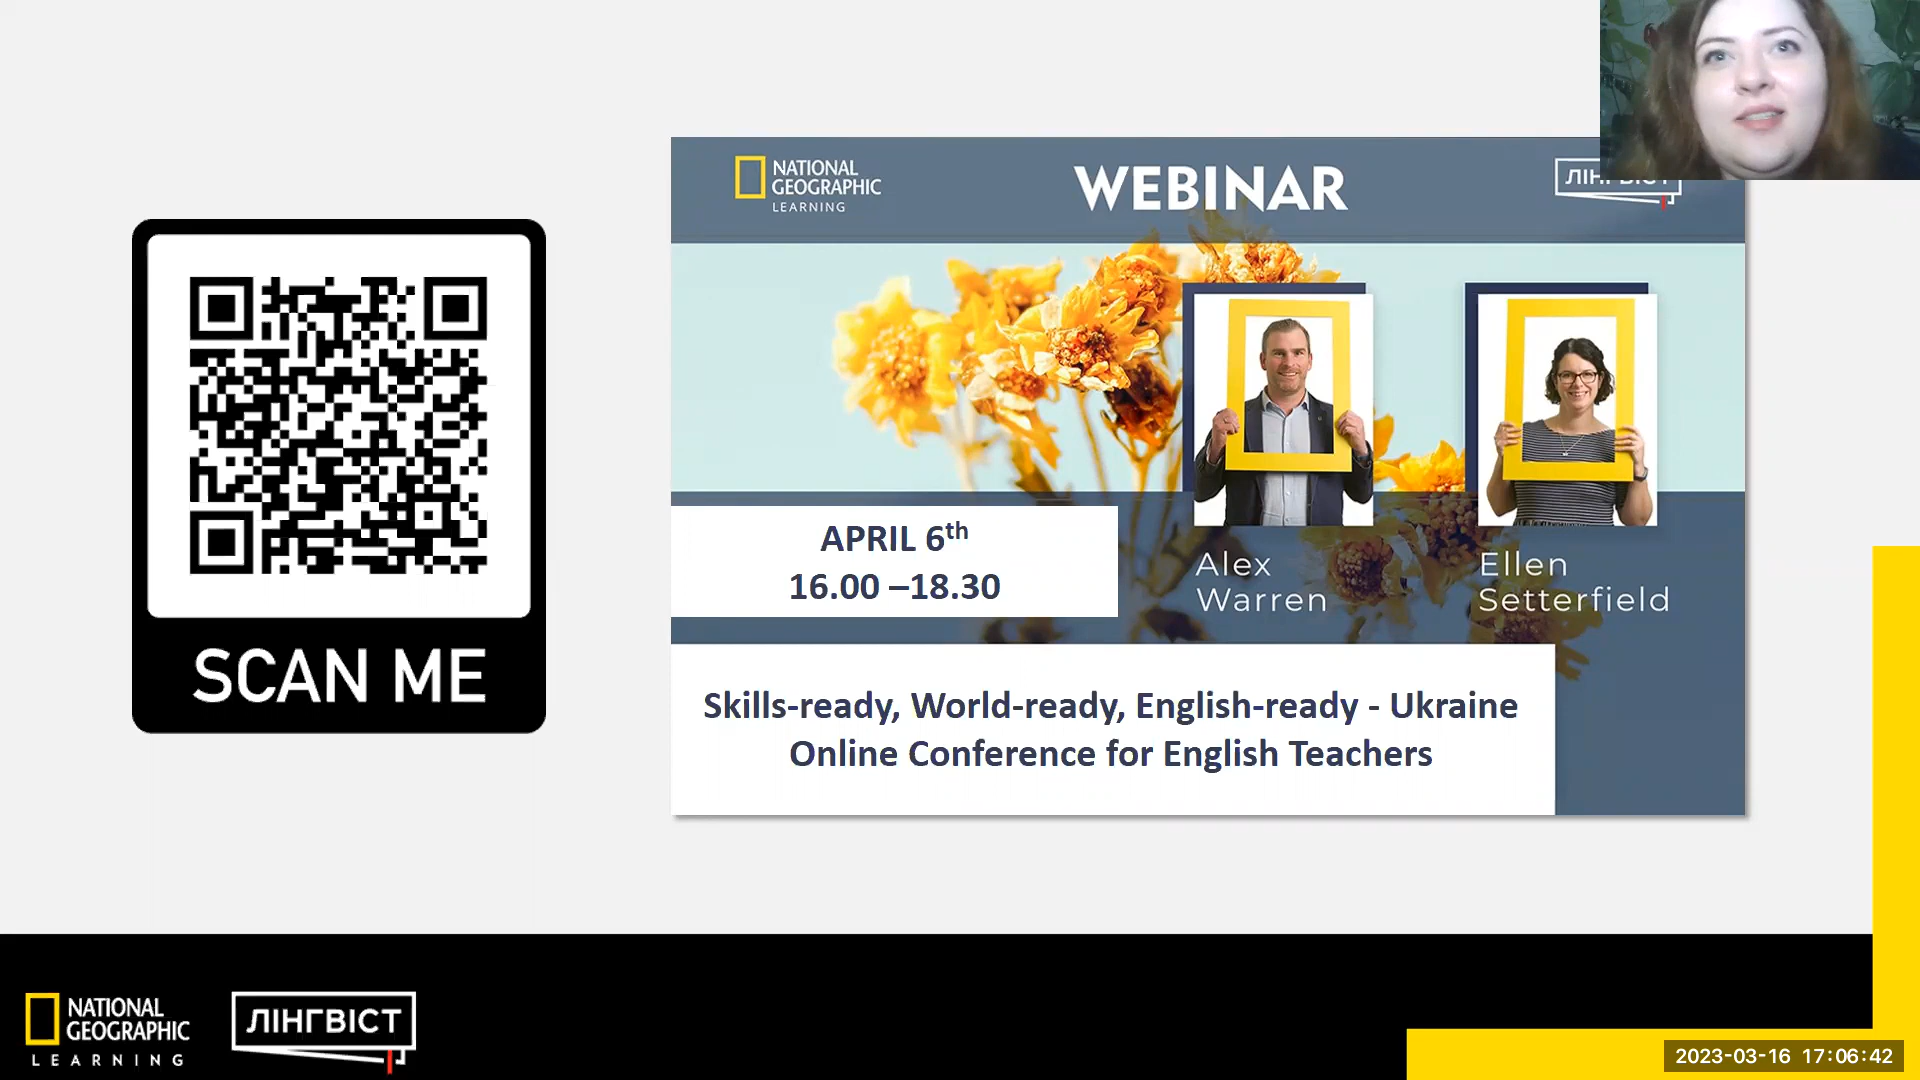 NATIONAL
GEOGRAPHIC
LEARNING
WEBINAR
ЛІНГВІСТ
SCAN ME
APRIL 6th
16.00 –18.30
Alex
Warren
Ellen
Setterfield
Skills-ready, World-ready, English-ready - Ukraine
Online Conference for English Teachers
NATIONAL
GEOGRAPHIC
LEARNING
ЛІНГВІСТ
2023-03-16 17:06:42